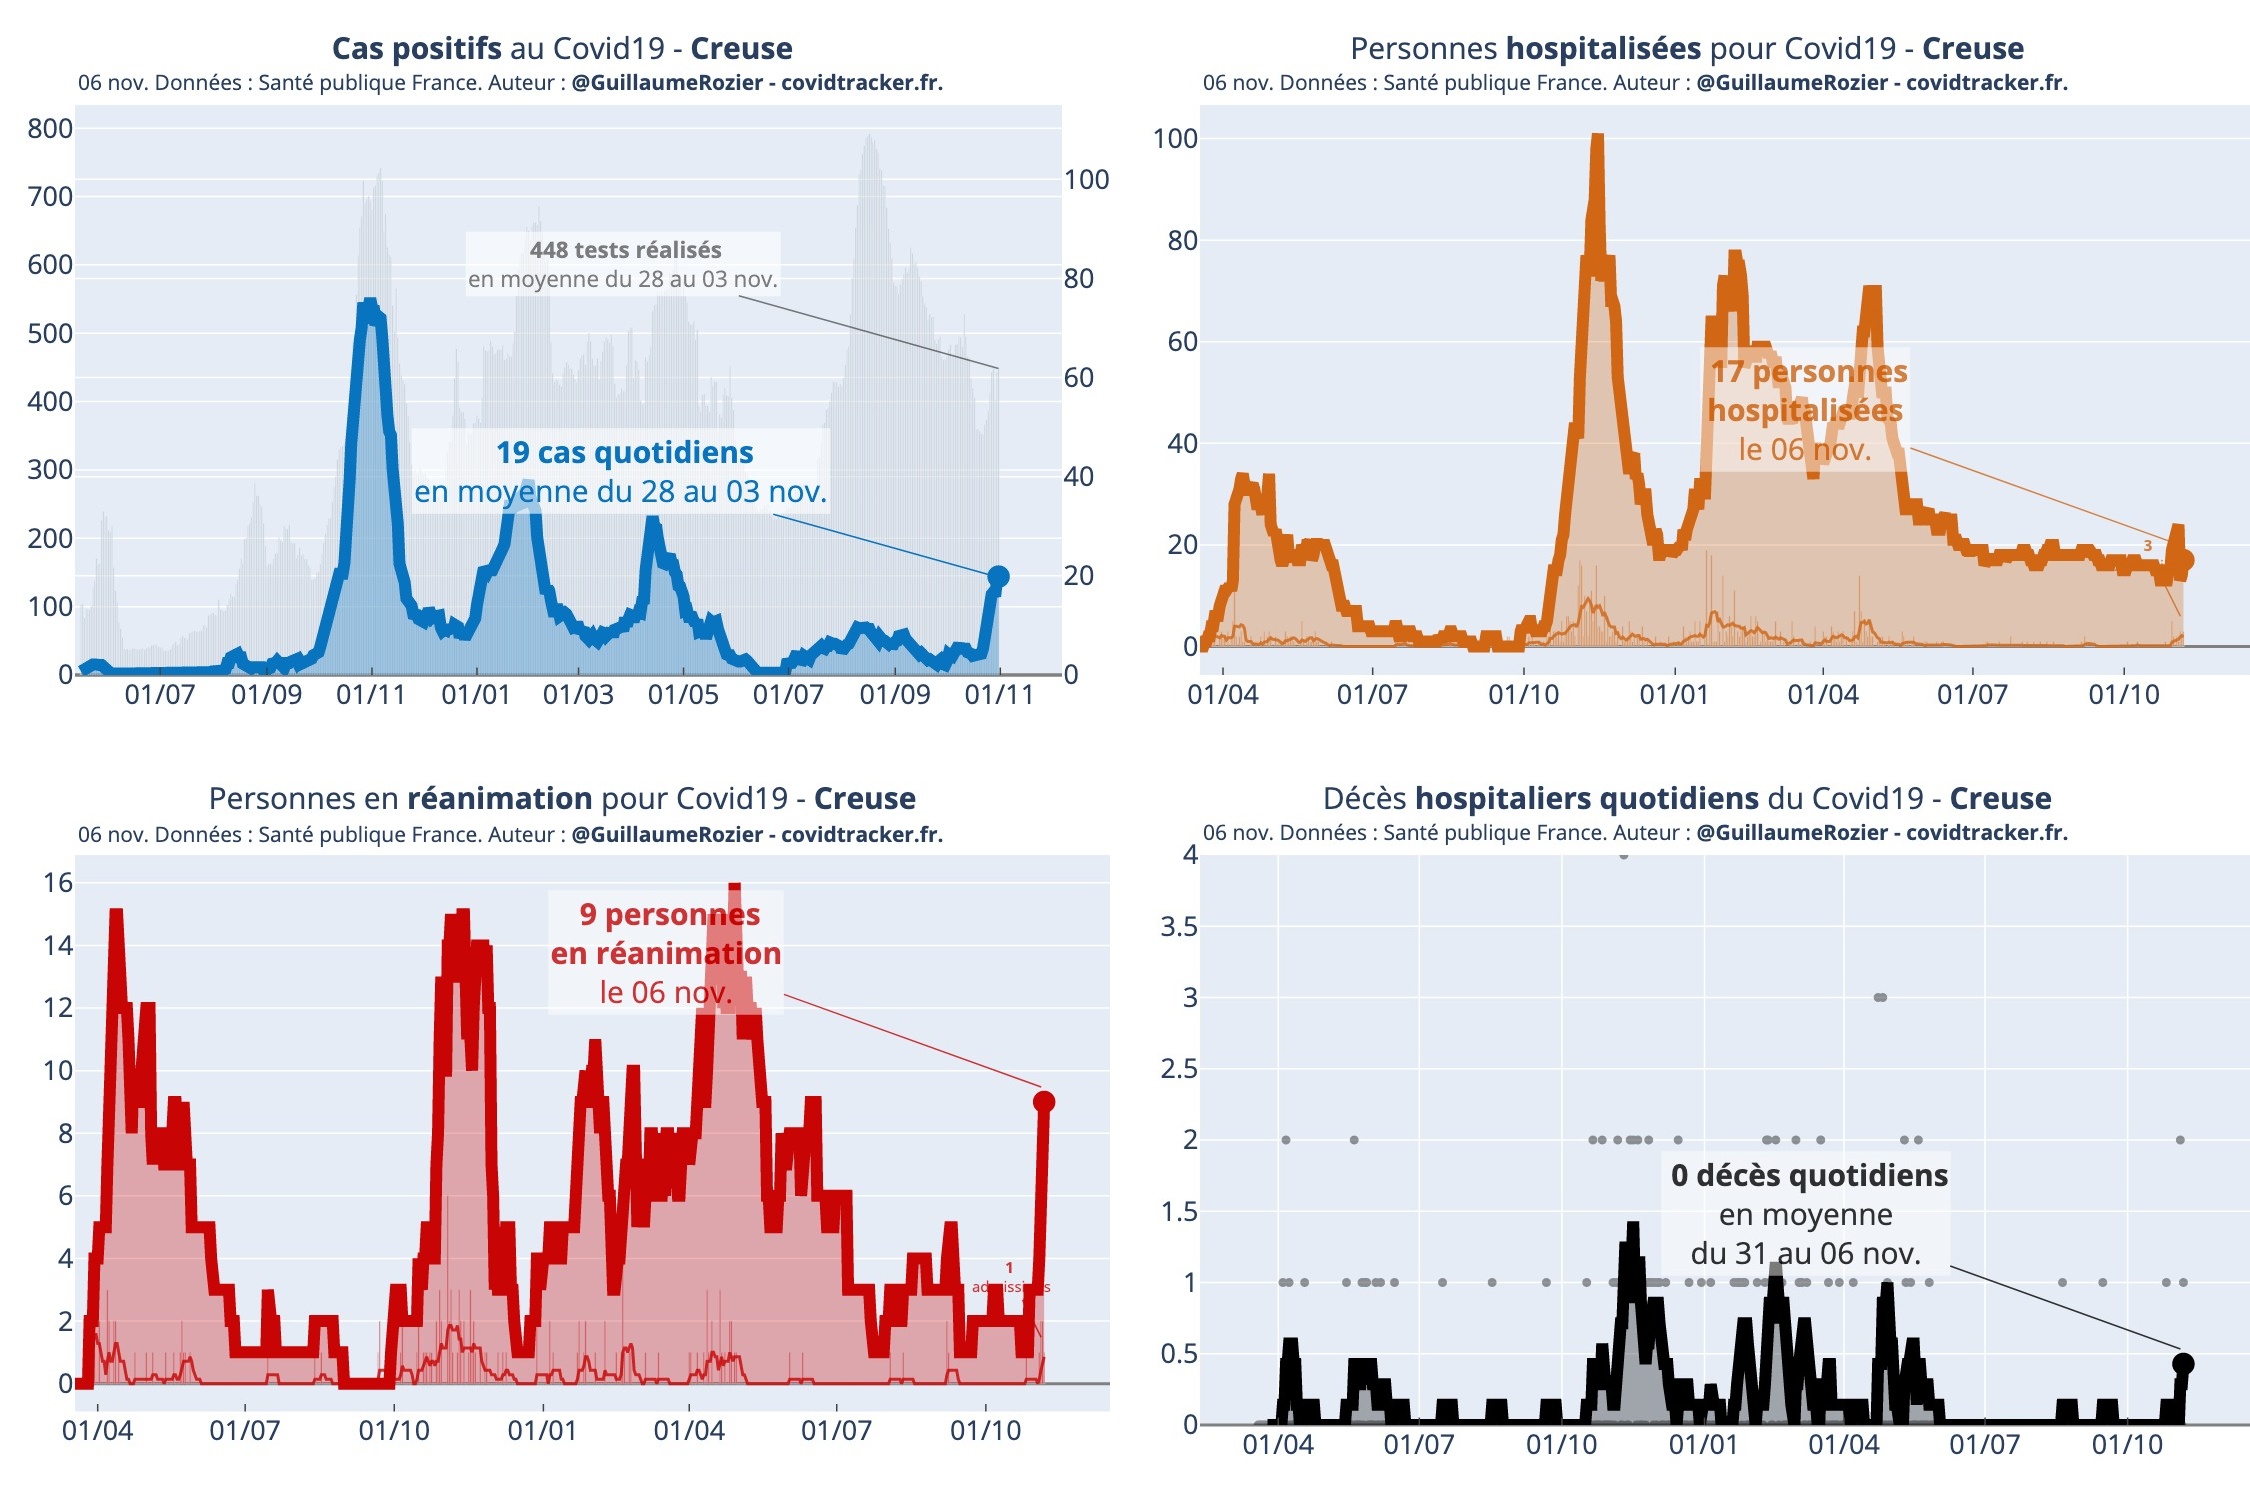 Cas positifs au Covid19 - Creuse
06 nov. Données : Santé publique France. Auteur : @GuillaumeRozier - covidtracker.fr.
800
700
600
500
400
300
200
100
0
100
80
60
40
20
0
448 tests réalisés
en moyenne du 28 au 03 nov.
19 cas quotidiens
en moyenne du 28 au 03 nov.
01/07 01/09 01/11 01/01 01/03 01/05 01/07 01/09 01/11
Personnes hospitalisées pour Covid19 - Creuse
06 nov. Données : Santé publique France. Auteur : @GuillaumeRozier - covidtracker.fr.
100
80
60
40
20
0
17 personnes
hospitalisées
le 06 nov.
3
01/04 01/07 01/10 01/01 01/04 01/07 01/10
Personnes en réanimation pour Covid19 - Creuse
06 nov. Données : Santé publique France. Auteur : @GuillaumeRozier - covidtracker.fr.
16
14
12
10
8
6
4
2
0
9 personnes
en réanimation
le 06 nov.
1
admissions
01/04 01/07 01/10 01/01 01/04 01/07 01/10
Décès hospitaliers quotidiens du Covid19 - Creuse
06 nov. Données : Santé publique France. Auteur : @GuillaumeRozier - covidtracker.fr.
4
3.5
3
2.5
2
1.5
1
0.5
0
0 décès quotidiens
en moyenne
du 31 au 06 nov.
01/04 01/07 01/10 01/01 01/04 01/07 01/10